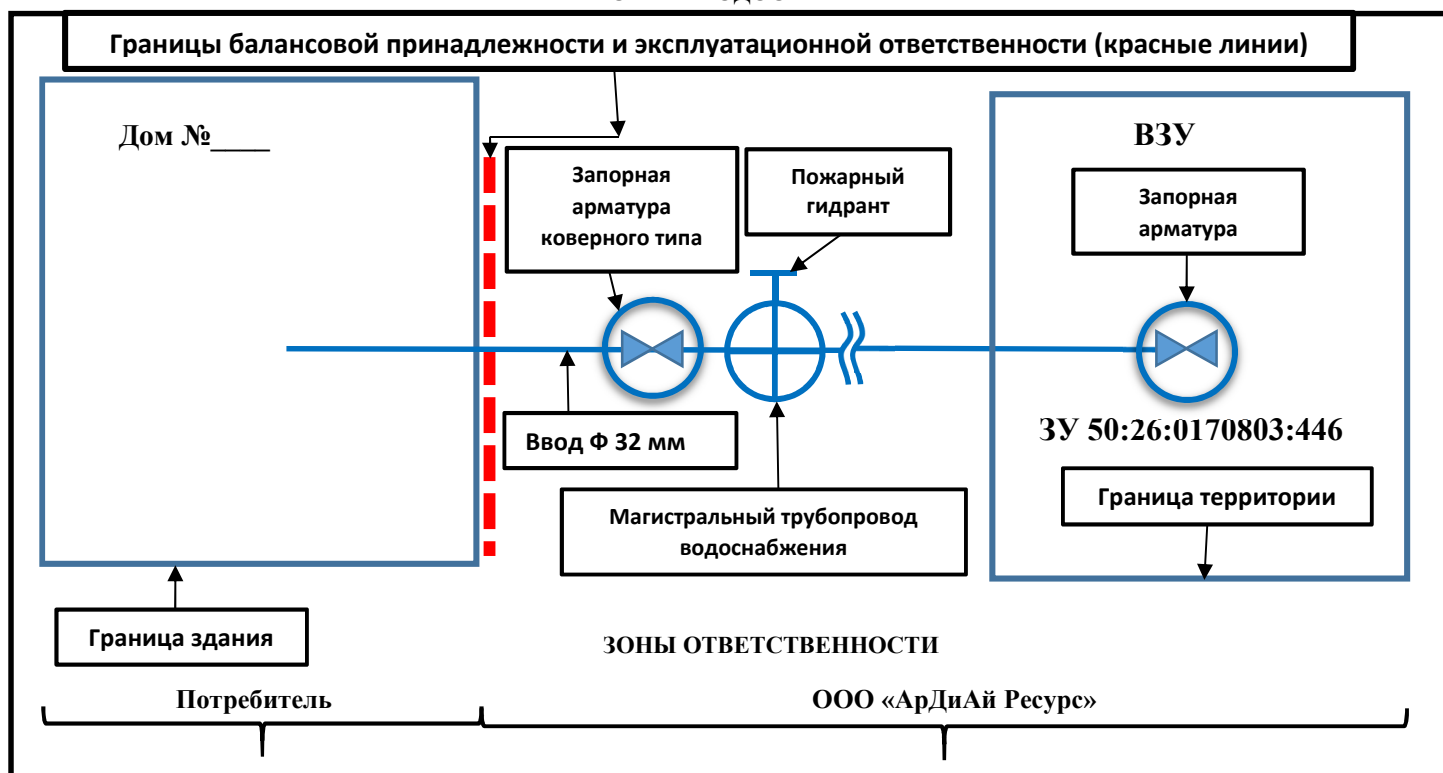 Границы балансовой принадлежности и эксплуатационной ответственности (красные линии)
Дом №____
Запорная
арматура
коверного типа
Пожарный
гидрант
ВЗУ
Запорная
арматура
Ввод Ф 32 мм
ЗУ 50:26:0170803:446
Магистральный трубопровод
водоснабжения
Граница территории
Граница здания
ЗОНЫ ОТВЕТСТВЕННОСТИ
Потребитель
ООО «АрДиАй Ресурс»